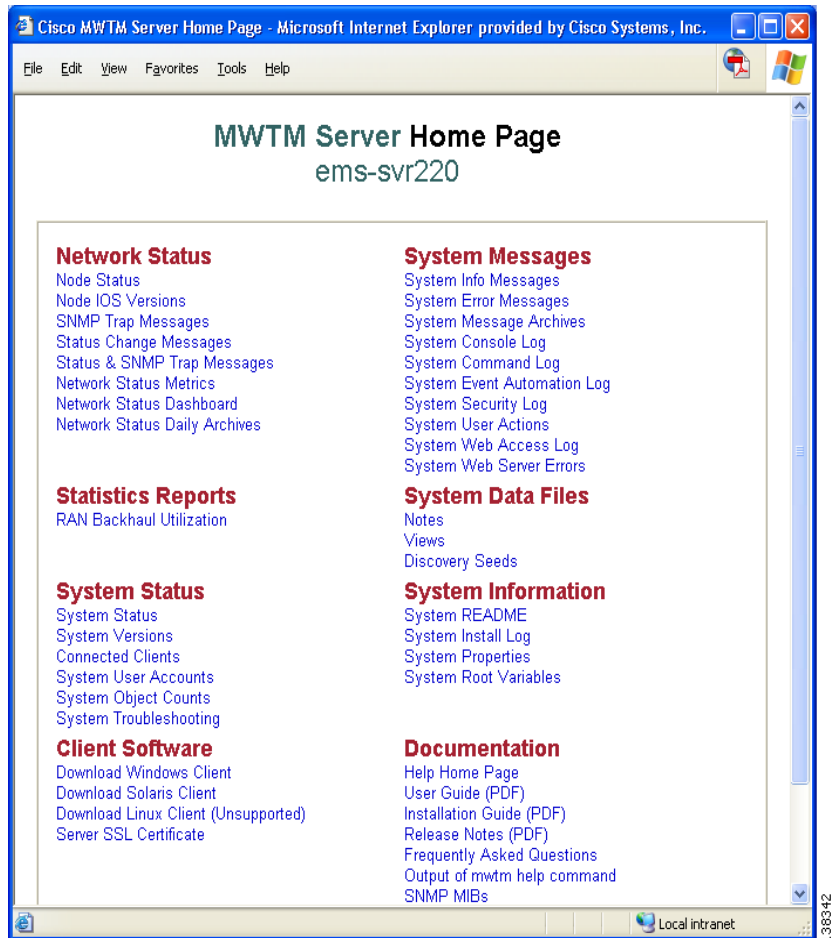 Cisco MWTM Server Home Page - Microsoft Internet Explorer provided by Cisco Systems, Inc.
File Edit View Favorites Tools Help
MWTM Server Home Page
ems-svr220
Network Status
Node Status
Node IOS Versions
SNMP Trap Messages
Status Change Messages
Status & SNMP Trap Messages
Network Status Metrics
Network Status Dashboard
Network Status Daily Archives
System Messages
System Info Messages
System Error Messages
System Message Archives
System Console Log
System Command Log
System Event Automation Log
System Security Log
System User Actions
System Web Access Log
System Web Server Errors
Statistics Reports
RAN Backhaul Utilization
System Data Files
Notes
Views
Discovery Seeds
System Status
System Status
System Versions
Connected Clients
System User Accounts
System Object Counts
System Troubleshooting
System Information
System README
System Install Log
System Properties
System Root Variables
Client Software
Download Windows Client
Download Solaris Client
Download Linux Client (Unsupported)
Server SSL Certificate
Documentation
Help Home Page
User Guide (PDF)
Installation Guide (PDF)
Release Notes (PDF)
Frequently Asked Questions
Output of mwtm help command
SNMP MIBs
Local intranet
38342